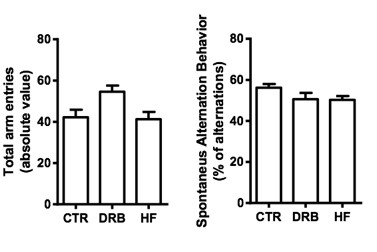 Total arm entries
(absolute value)
80
60
40
20
0
CTR DRB HF
Spontaneus Alternation Behavior
(% of alternations)
80
60
40
20
0
CTR DRB HF